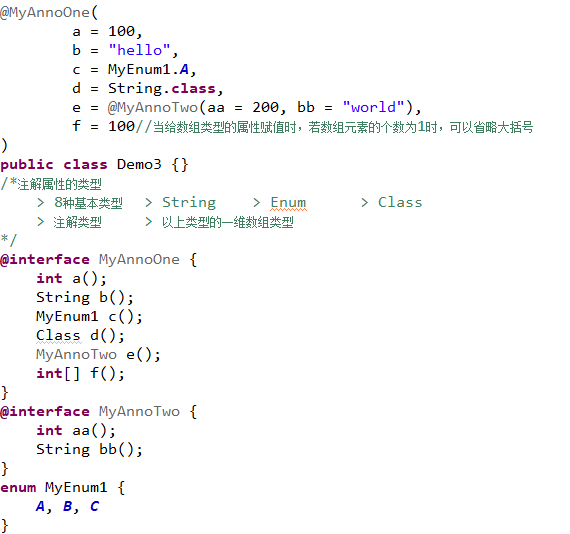 @MyAnnoOne(
        a = 100,
        b = "hello",
        c = MyEnum1.A,
        d = String.class,
        e = @MyAnnoTwo(aa = 200, bb = "world"),
        f = 100//当给数组类型的属性赋值时，若数组元素的个数为1时，可以省略大括号
)
public class Demo3 {}
/*注解属性的类型
    > 8种基本类型  > String    > Enum      > Class
    > 注解类型    > 以上类型的一维数组类型
*/
@interface MyAnnoOne {
    int a();
    String b();
    MyEnum1 c();
    Class d();
    MyAnnoTwo e();
    int[] f();
}
@interface MyAnnoTwo {
    int aa();
    String bb();
}
enum MyEnum1 {
    A, B, C
}